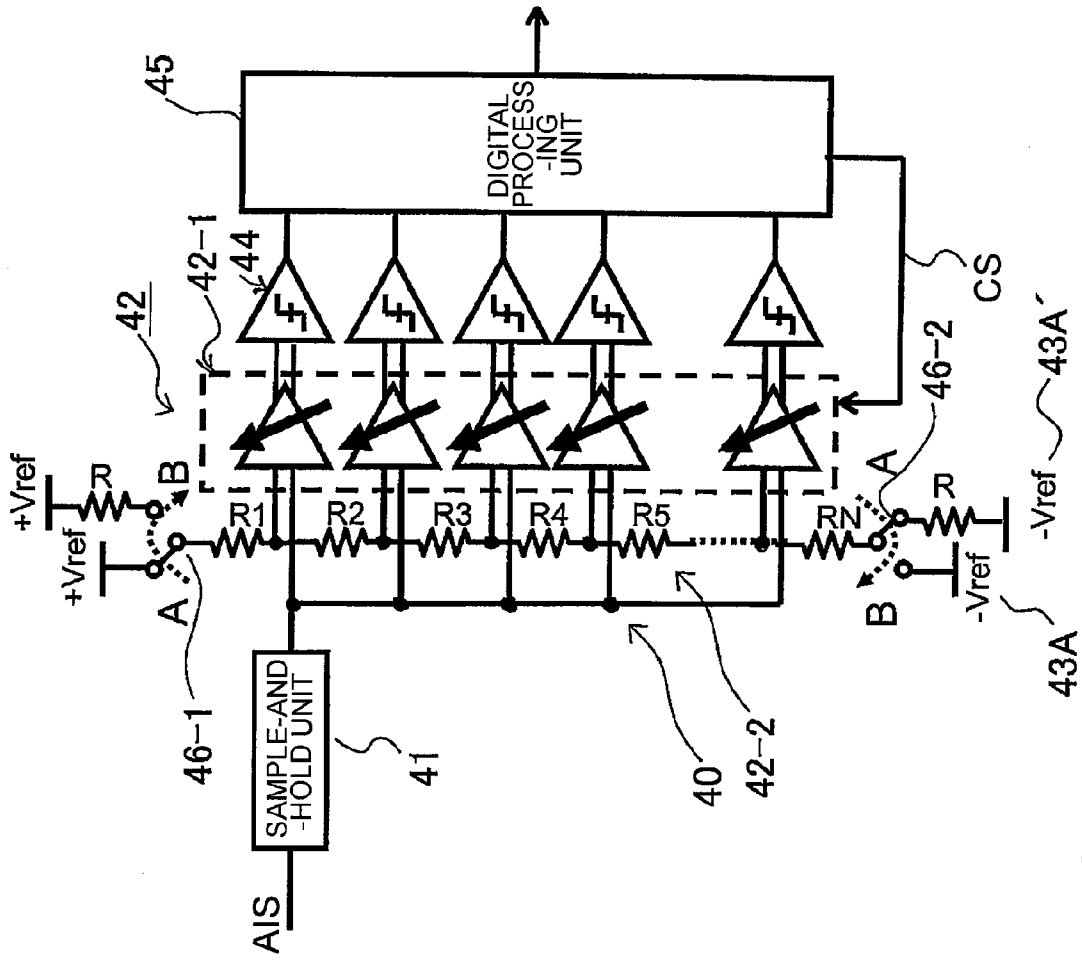 45
DIGITAL
PROCESS
-ING
UNIT
42-1
44
42
CS
+Vref
R
B
+Vref
A
46-1
R1
R2
R3
R4
R5
RN
46-2
A
R
-Vref
43A´
B
-Vref
43A
SAMPLE-AND
-HOLD UNIT
41
AIS
40
42-2